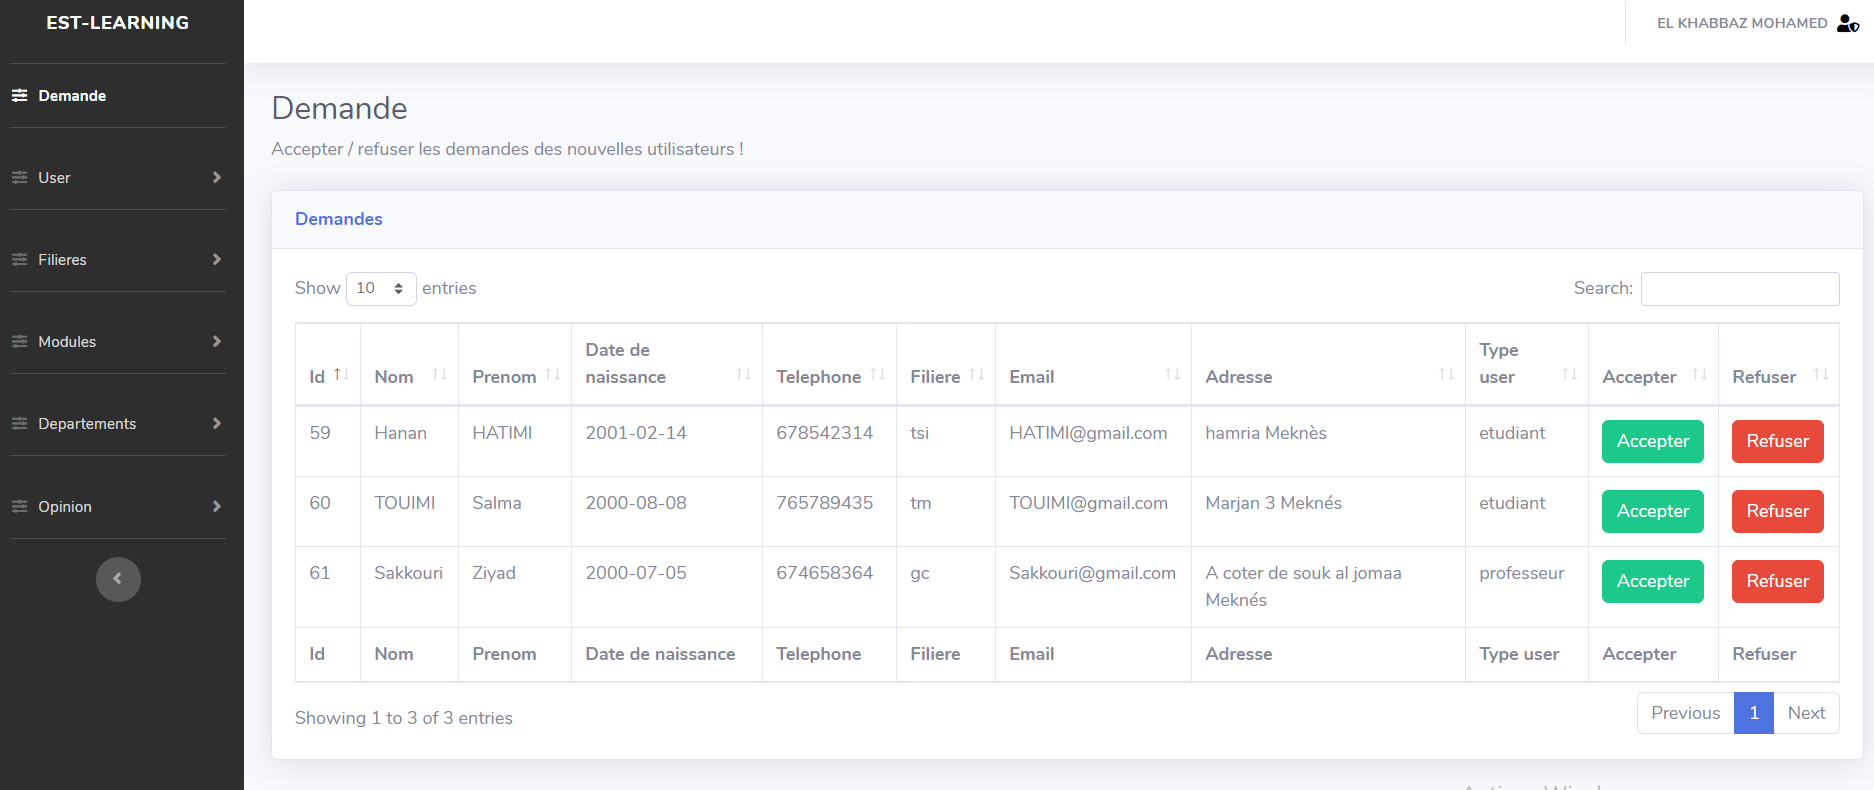 EST-LEARNING
EL KHABBAZ MOHAMED
Demande
User
Filieres
Modules
Departements
Opinion
Demande
Accepter / refuser les demandes des nouvelles utilisateurs !
Demandes
Show 10 entries
Search:
Id Nom Prenom Date de naissance Telephone Filiere Email Adresse Type user Accepter Refuser
59 Hanan HATIMI 2001-02-14 678542314 tsi HATIMI@gmail.com hamria Meknès etudiant Accepter Refuser
60 TOUIMI Salma 2000-08-08 765789435 tm TOUIMI@gmail.com Marjan 3 Meknés etudiant Accepter Refuser
61 Sakkouri Ziyad 2000-07-05 674658364 gc Sakkouri@gmail.com A coter de souk al jomaa Meknés professeur Accepter Refuser
Id Nom Prenom Date de naissance Telephone Filiere Email Adresse Type user Accepter Refuser
Showing 1 to 3 of 3 entries
Previous 1 Next